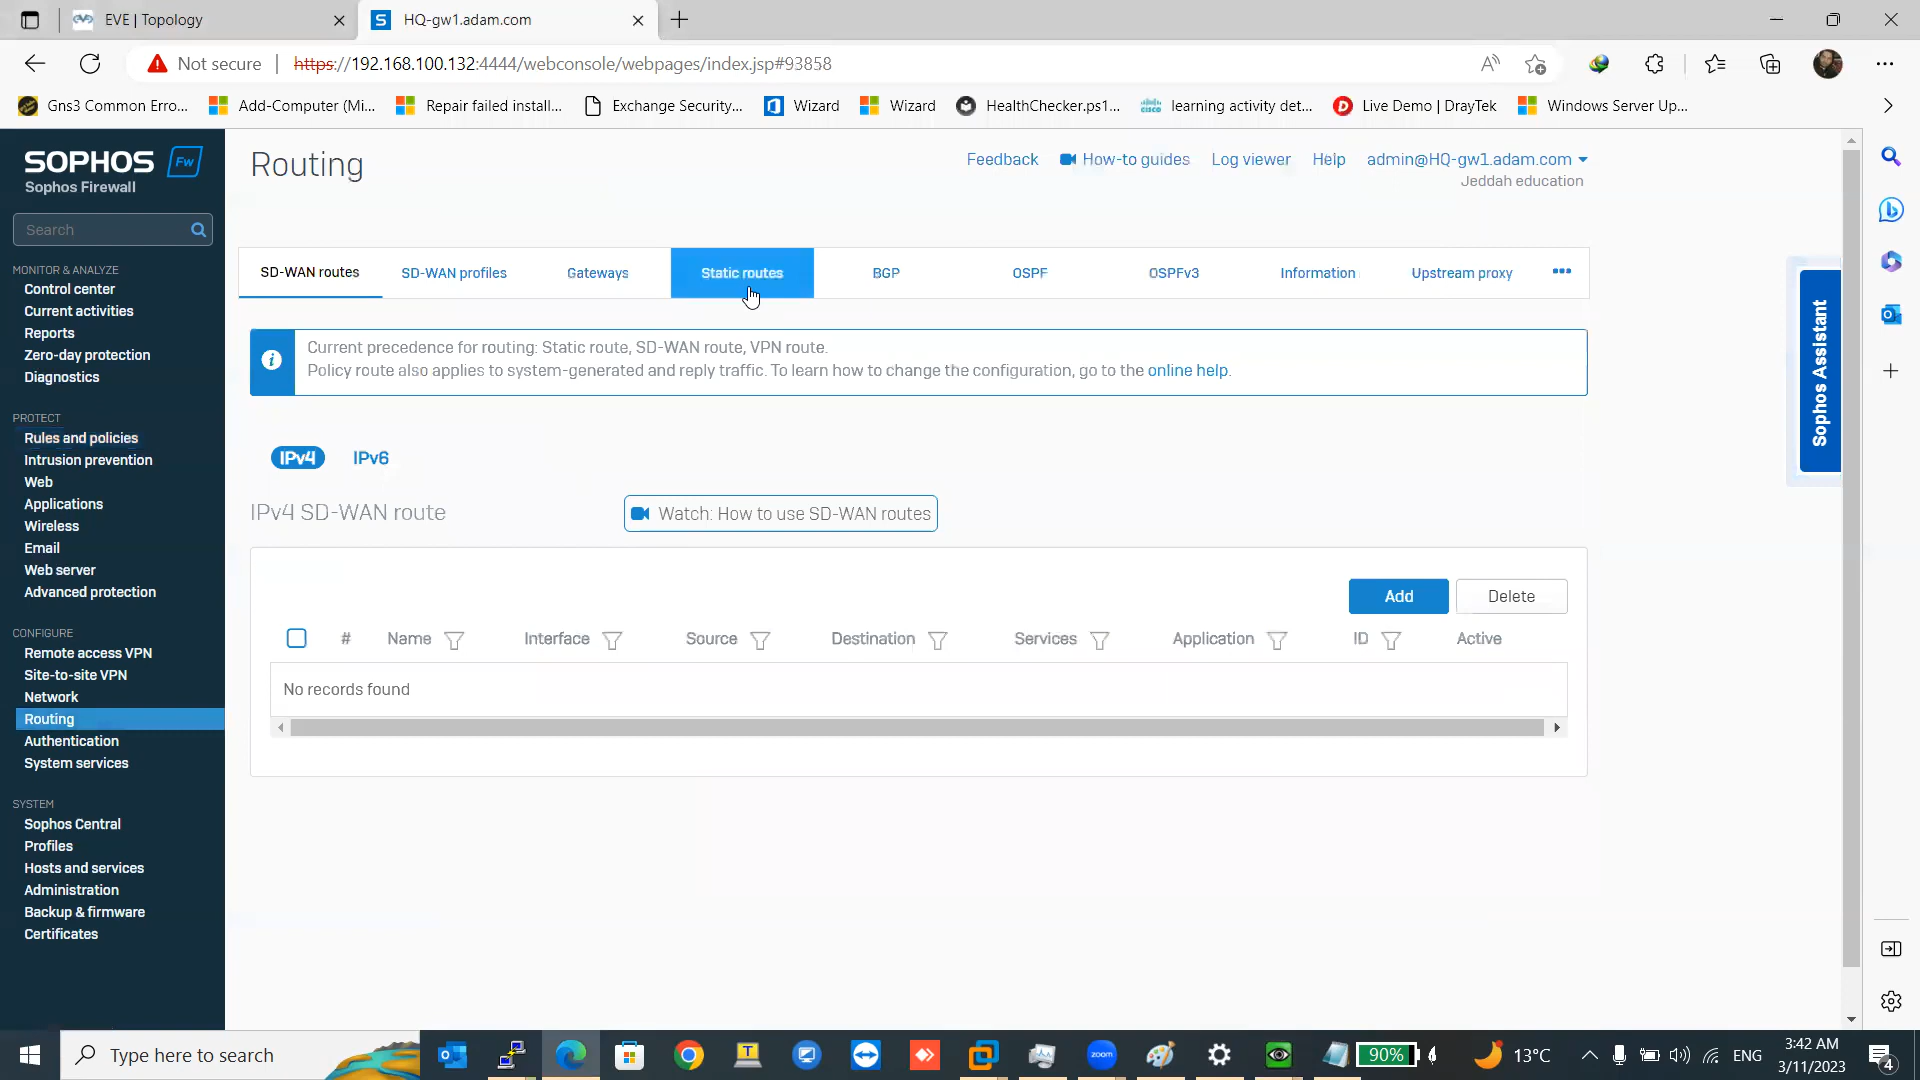 EVE | Topology
S HQ-gw1.adam.com
Not secure
https://192.168.100.132:4444/webconsole/webpages/index.jsp#93858
Gns3 Common Erro...
Add-Computer (Mi...
Repair failed install...
Exchange Security...
Wizard
Wizard
HealthChecker.ps1...
cisco
learning activity det...
D Live Demo | DrayTek
Windows Server Up...
SOPHOS Fw
Sophos Firewall
Search
MONITOR & ANALYZE
Control center
Current activities
Reports
Zero-day protection
Diagnostics
PROTECT
Rules and policies
Intrusion prevention
Web
Applications
Wireless
Email
Web server
Advanced protection
CONFIGURE
Remote access VPN
Site-to-site VPN
Network
Routing
Authentication
System services
SYSTEM
Sophos Central
Profiles
Hosts and services
Administration
Backup & firmware
Certificates
Routing
Feedback How-to guides Log viewer Help admin@HQ-gw1.adam.com
Jeddah education
SD-WAN routes SD-WAN profiles Gateways Static routes BGP OSPF OSPFv3 Information Upstream proxy ...
Current precedence for routing: Static route, SD-WAN route, VPN route.
Policy route also applies to system-generated and reply traffic. To learn how to change the configuration, go to the online help.
IPv4 IPv6
IPv4 SD-WAN route
Watch: How to use SD-WAN routes
Add Delete
# Name Interface Source Destination Services Application ID Active
No records found
Sophos Assistant
Type here to search
zoom
90%
13°C
ENG
3:42 AM
3/11/2023
4